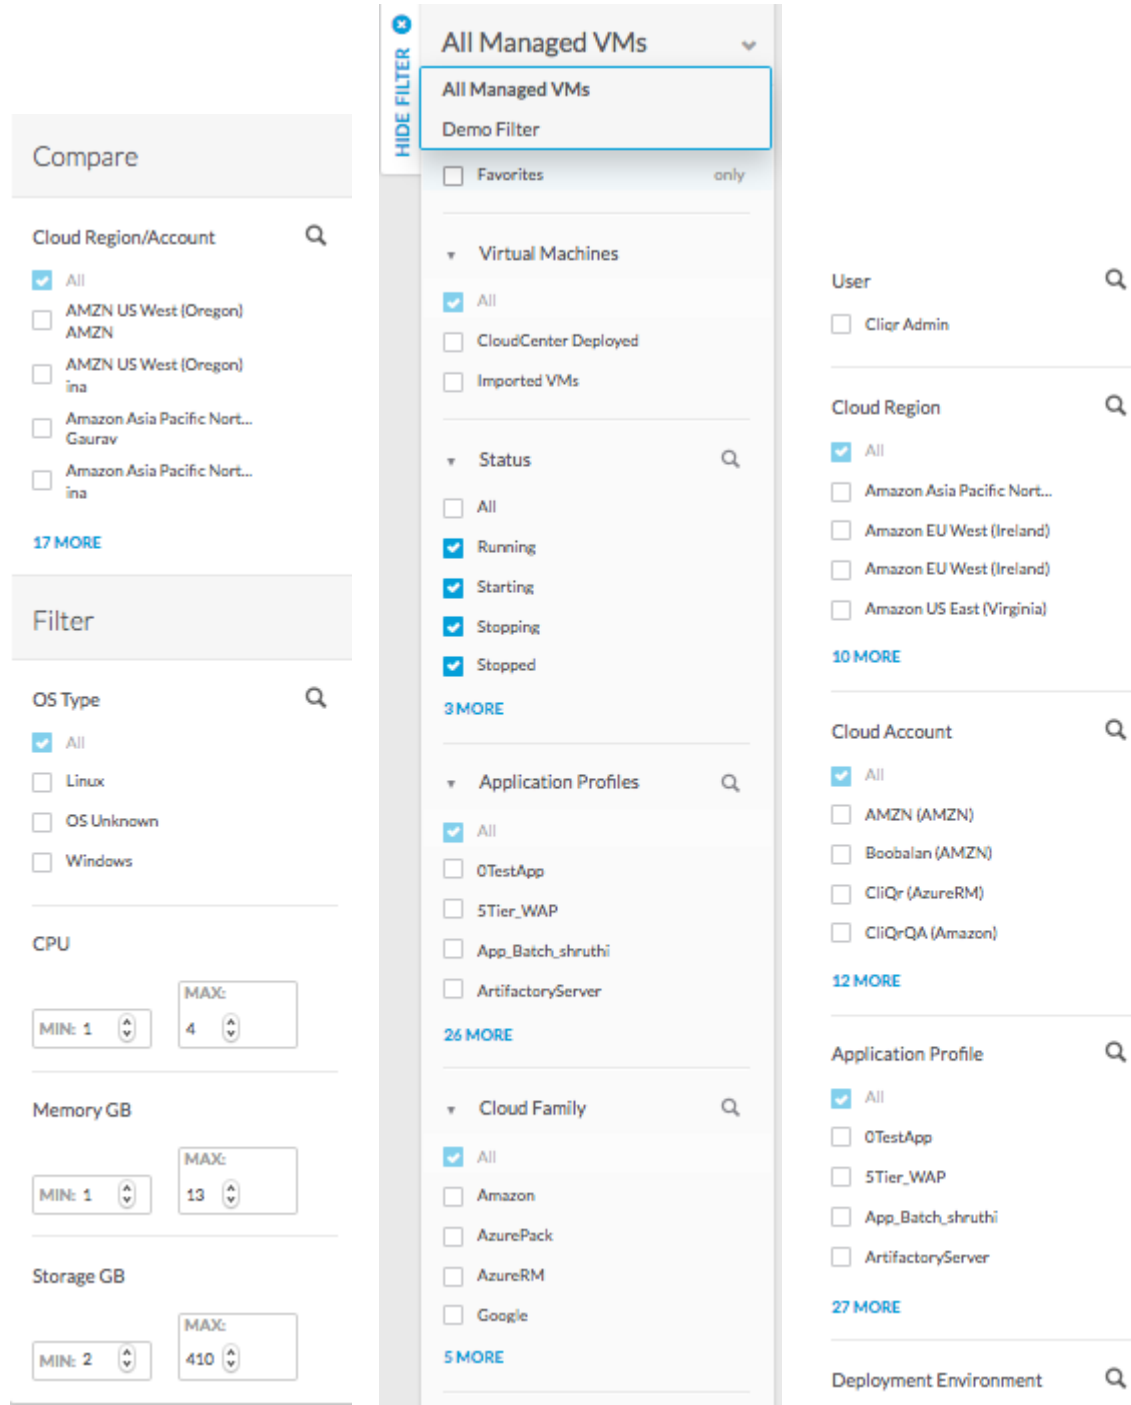 Compare
Cloud Region/Account
All
AMZN US West (Oregon)
AMZN
AMZN US West (Oregon)
ina
Amazon Asia Pacific Nort...
Gaurav
Amazon Asia Pacific Nort...
ina
17 MORE
Filter
OS Type
All
Linux
OS Unknown
Windows
CPU
MIN: 1
MAX:
4
Memory GB
MIN: 1
MAX:
13
Storage GB
MIN: 2
MAX:
410
HIDE FILTER
All Managed VMs
All Managed VMs
Demo Filter
Favorites only
Virtual Machines
All
CloudCenter Deployed
Imported VMs
Status
All
Running
Starting
Stopping
Stopped
3 MORE
Application Profiles
All
0TestApp
5Tier_WAP
App_Batch_shruthi
ArtifactoryServer
26 MORE
Cloud Family
All
Amazon
AzurePack
AzureRM
Google
5 MORE
User
Cliqr Admin
Cloud Region
All
Amazon Asia Pacific Nort...
Amazon EU West (Ireland)
Amazon EU West (Ireland)
Amazon US East (Virginia)
10 MORE
Cloud Account
All
AMZN (AMZN)
Boobalan (AMZN)
CliQr (AzureRM)
CliQrQA (Amazon)
12 MORE
Application Profile
All
0TestApp
5Tier_WAP
App_Batch_shruthi
ArtifactoryServer
27 MORE
Deployment Environment